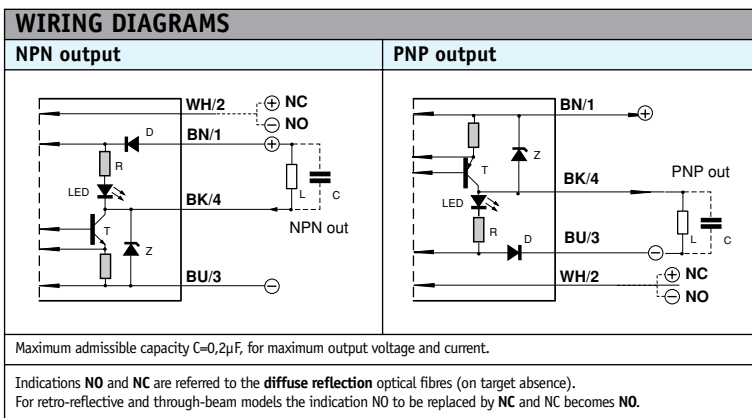 WIRING DIAGRAMS
NPN output
PNP output
WH/2
NC
NO
BN/1
D
R
LED
BK/4
L
C
NPN out
T
Z
BU/3
BN/1
T
Z
PNP out
BK/4
LED
R
D
BU/3
L
C
WH/2
NC
NO
Maximum admissible capacity C=0,2µF, for maximum output voltage and current.
Indications NO and NC are referred to the diffuse reflection optical fibres (on target absence).
For retro-reflective and through-beam models the indication NO to be replaced by NC and NC becomes NO.